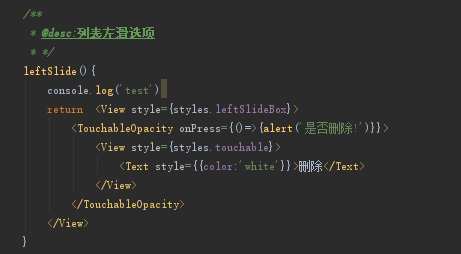 /**
* @desc:列表左滑选项
* */
leftSlide(){
console.log('test')
return <View style={styles.leftSlideBox}>
<TouchableOpacity onPress={()=>{alert('是否删除!')}}>
<View style={styles.touchable}>
<Text style={{color:'white'}}>删除</Text>
</View>
</TouchableOpacity>
</View>
}